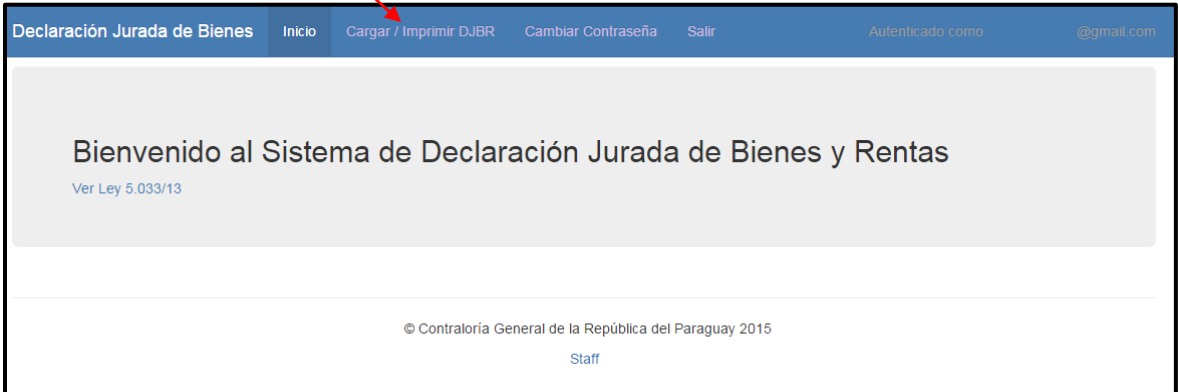 Declaración Jurada de Bienes Inicio Cargar / Imprimir DJBR Cambiar Contraseña Salir Autenticado como @gmail.com
Bienvenido al Sistema de Declaración Jurada de Bienes y Rentas
Ver Ley 5.033/13
© Contraloría General de la República del Paraguay 2015
Staff